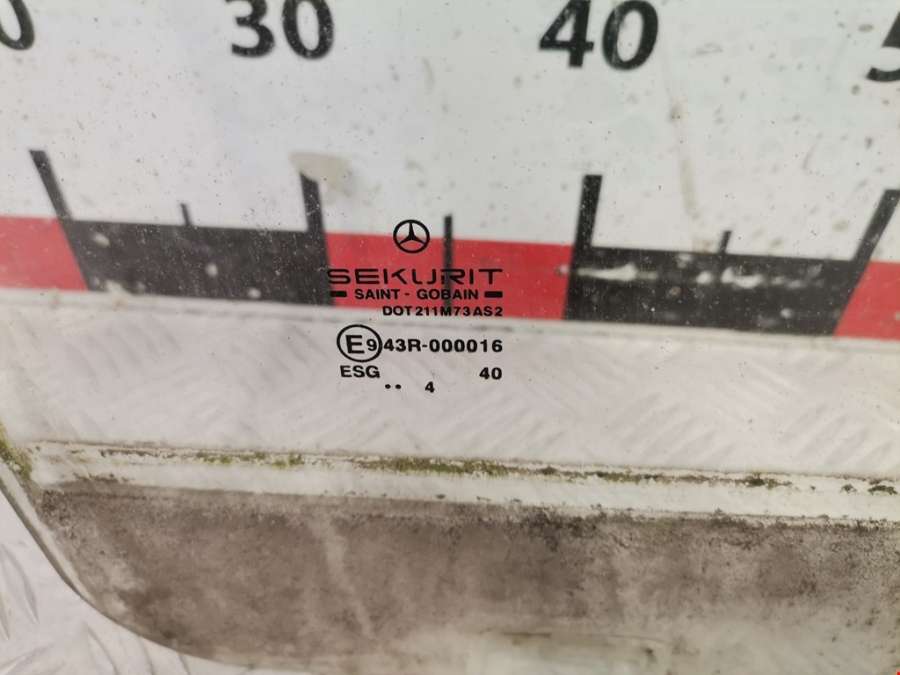 30 40
SEKURIT
SAINT - GOBAIN
DOT 211 M73 AS2
E9 43R-000016
ESG 40
.. 4